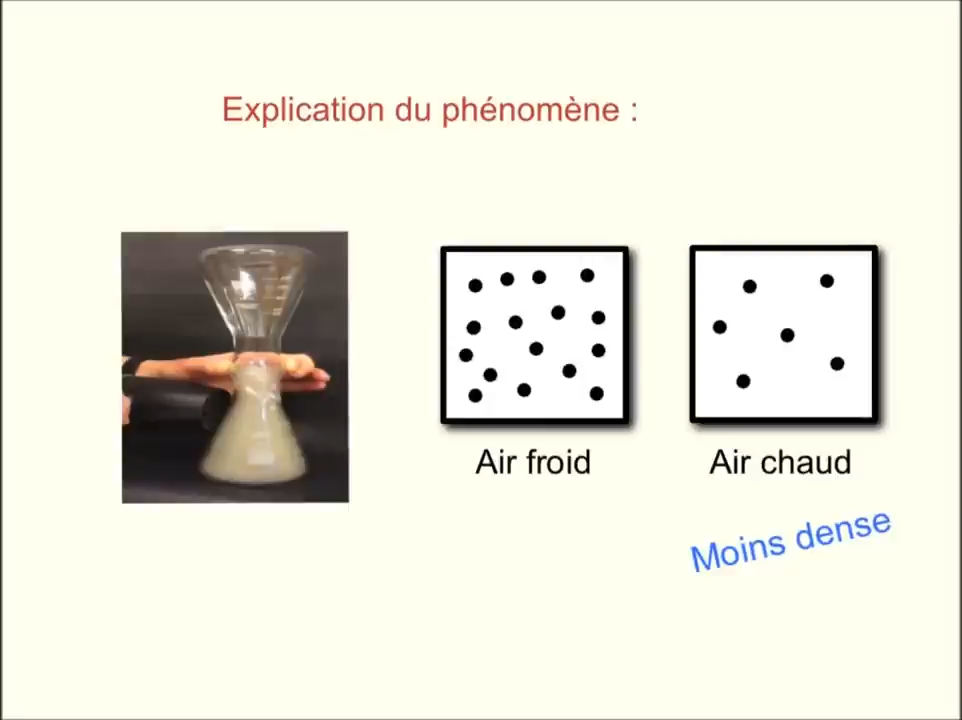 Explication du phénomène :
Air froid
Air chaud
Moins dense